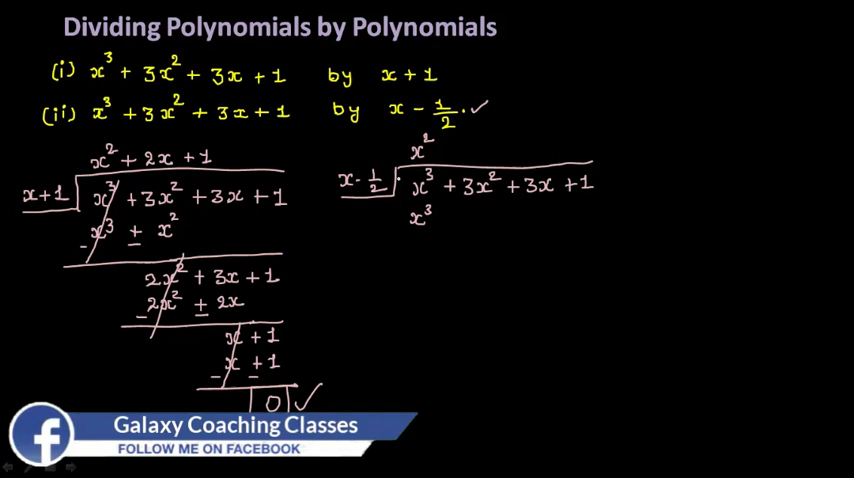 Dividing Polynomials by Polynomials
(i) x³ + 3x² + 3x + 1 by x + 1
(ii) x³ + 3x² + 3x + 1 by x - 1/2.
x² + 2x + 1
x+1 x³ + 3x² + 3x + 1
x³ + x²
-  -
2x² + 3x + 1
2x² + 2x
-  -
x + 1
x + 1
-  -
0
x²
x - 1/2 x³ + 3x² + 3x + 1
x³
f
Galaxy Coaching Classes
FOLLOW ME ON FACEBOOK